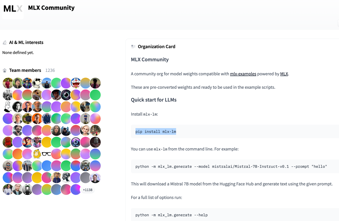 MLX
MLX Community
AI & ML interests
None defined yet.
Team members
+1138
Organization Card
MLX Community
A community org for model weights compatible with mlx-examples powered by MLX.
These are pre-converted weights and ready to be used in the example scripts.
Quick start for LLMs
Install mlx-lm:
pip install mlx-lm
You can use mlx-lm from the command line. For example:
python -m mlx_lm.generate --model mistralai/Mistral-7B-Instruct-v0.1 --prompt "hello"
This will download a Mistral 7B model from the Hugging Face Hub and generate text using the given prompt.
For a full list of options run:
python -m mlx_lm.generate --help